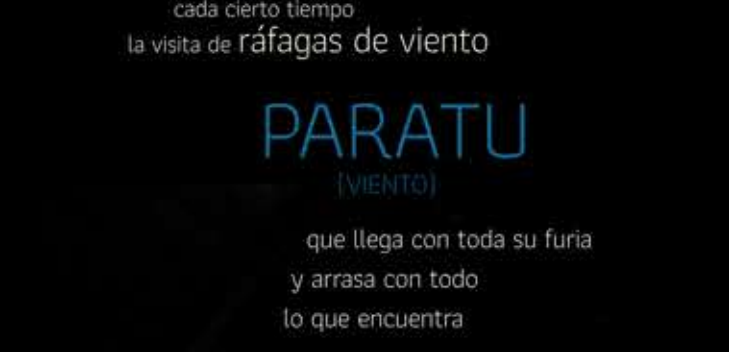 cada cierto tiempo
la visita de ráfagas de viento
PARATU
[VIENTO]
que llega con toda su furia
y arrasa con todo
lo que encuentra